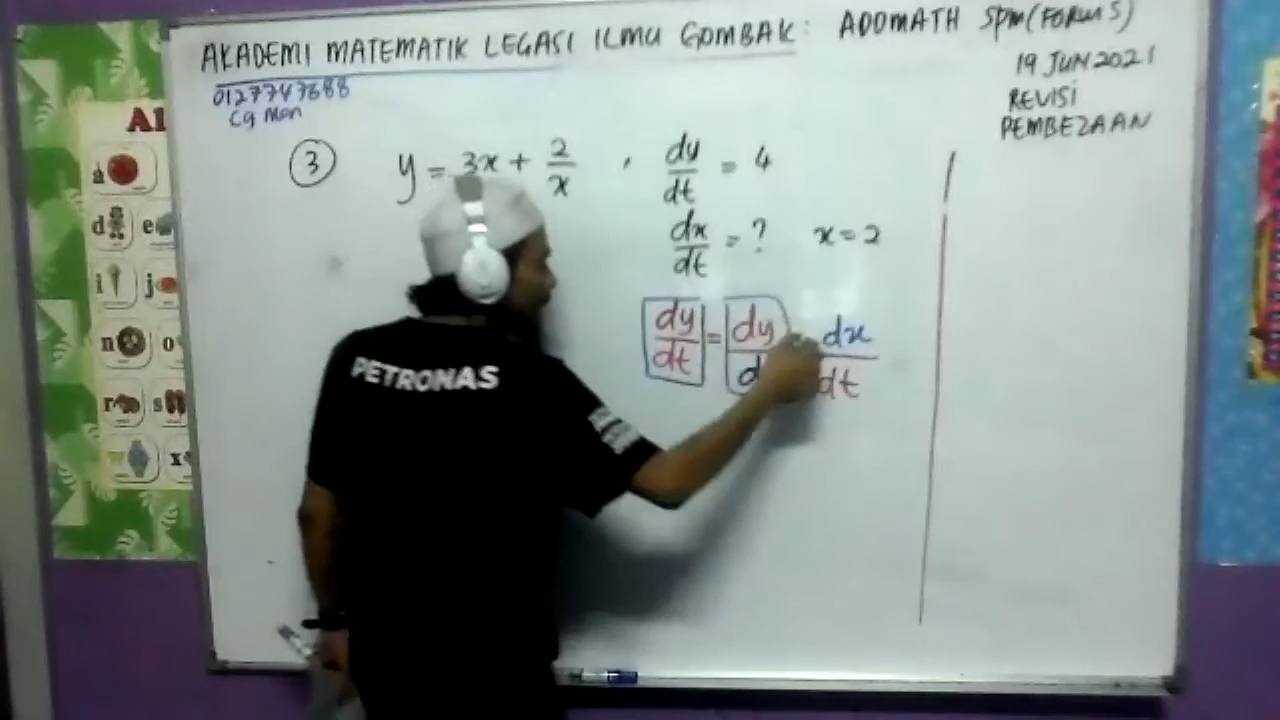 AKADEMI MATEMATIK LEGASI ILMU GOMBAK: ADDMATH SPM (FORM 5)
0127747688
Cg Man
19 JUN 2021
REVISI
PEMBEZAAN
3 y = 3x + 2/x , dy/dt = 4
dx/dt = ? x = 2
dy/dt = dy/d dx/dt
PETRONAS
A1
a
d e
i j
n o
r s
x